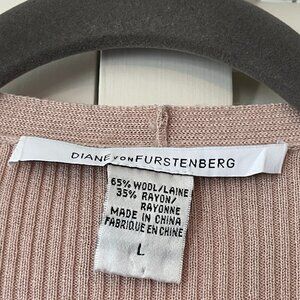 DIANE VON FURSTENBERG
65% WOOL/LAINE
35% RAYON/
RAYONNE
MADE IN CHINA
FABRIQUE EN CHINE
L